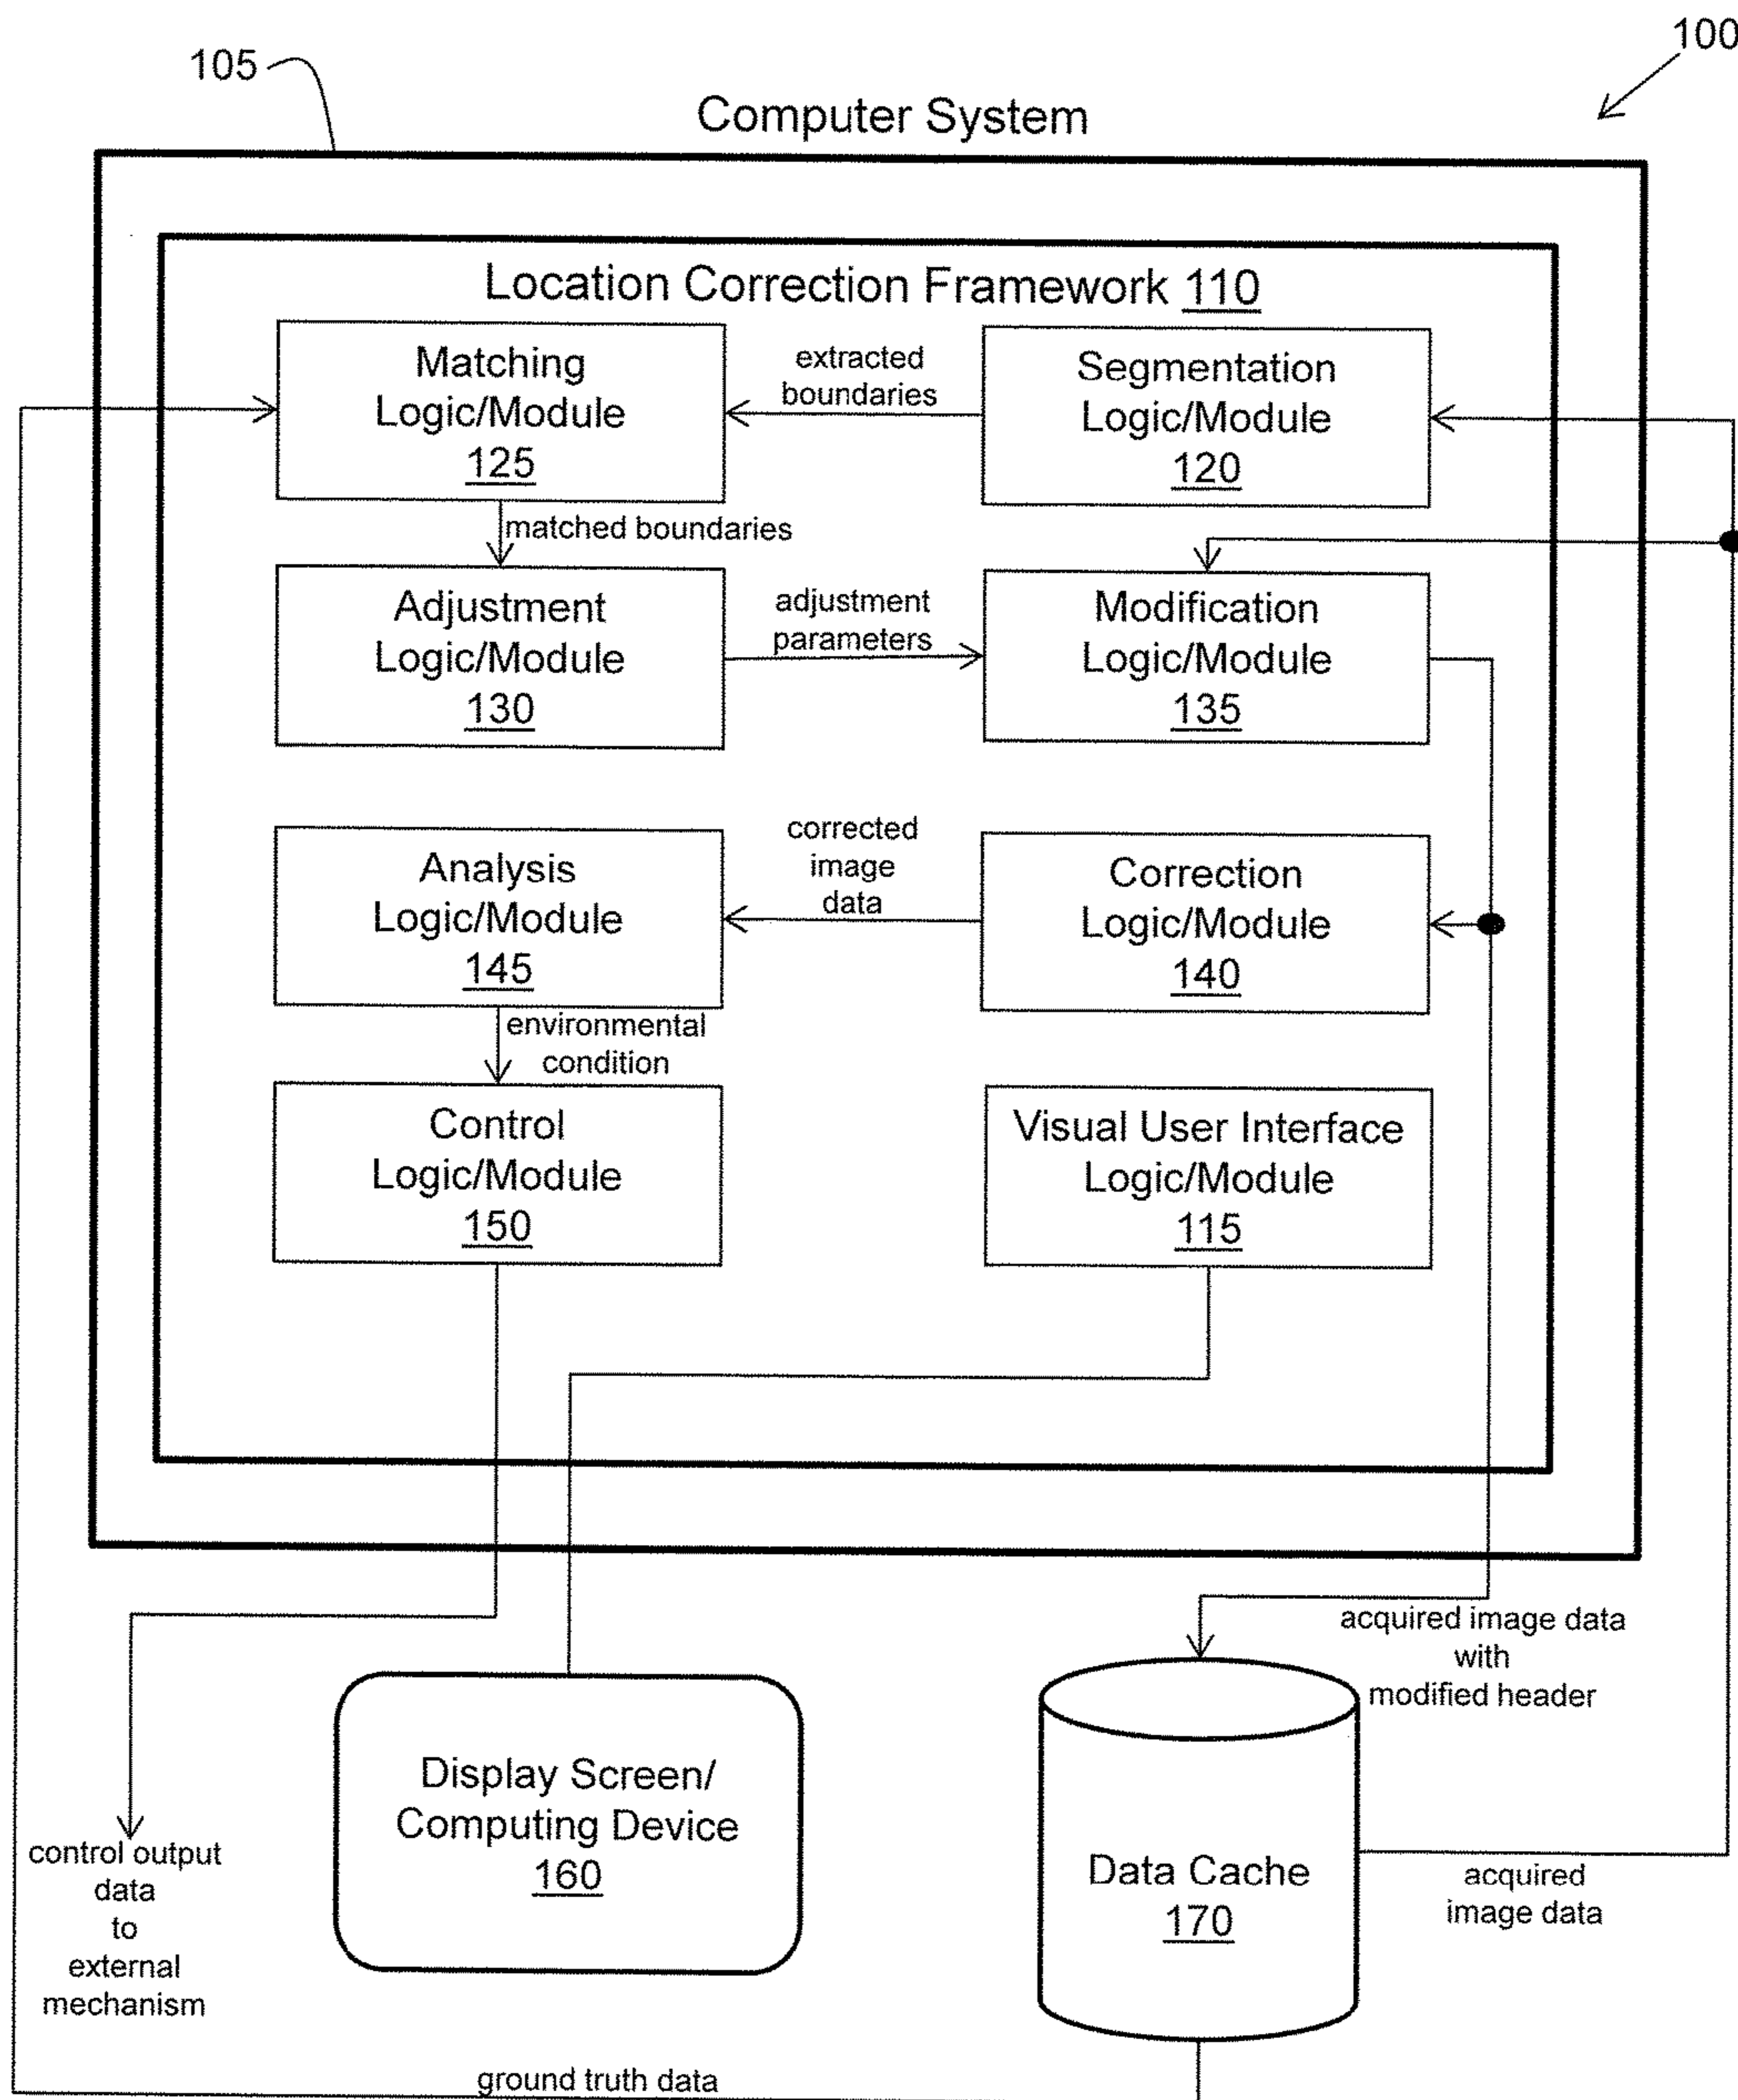 100
105
Computer System
Location Correction Framework 110
Matching
Logic/Module
125
extracted
boundaries
Segmentation
Logic/Module
120
matched boundaries
Adjustment
Logic/Module
130
adjustment
parameters
Modification
Logic/Module
135
Analysis
Logic/Module
145
corrected
image
data
Correction
Logic/Module
140
environmental
condition
Control
Logic/Module
150
Visual User Interface
Logic/Module
115
acquired image data
with
modified header
Display Screen/
Computing Device
160
Data Cache
170
acquired
image data
control output
data
to
external
mechanism
ground truth data